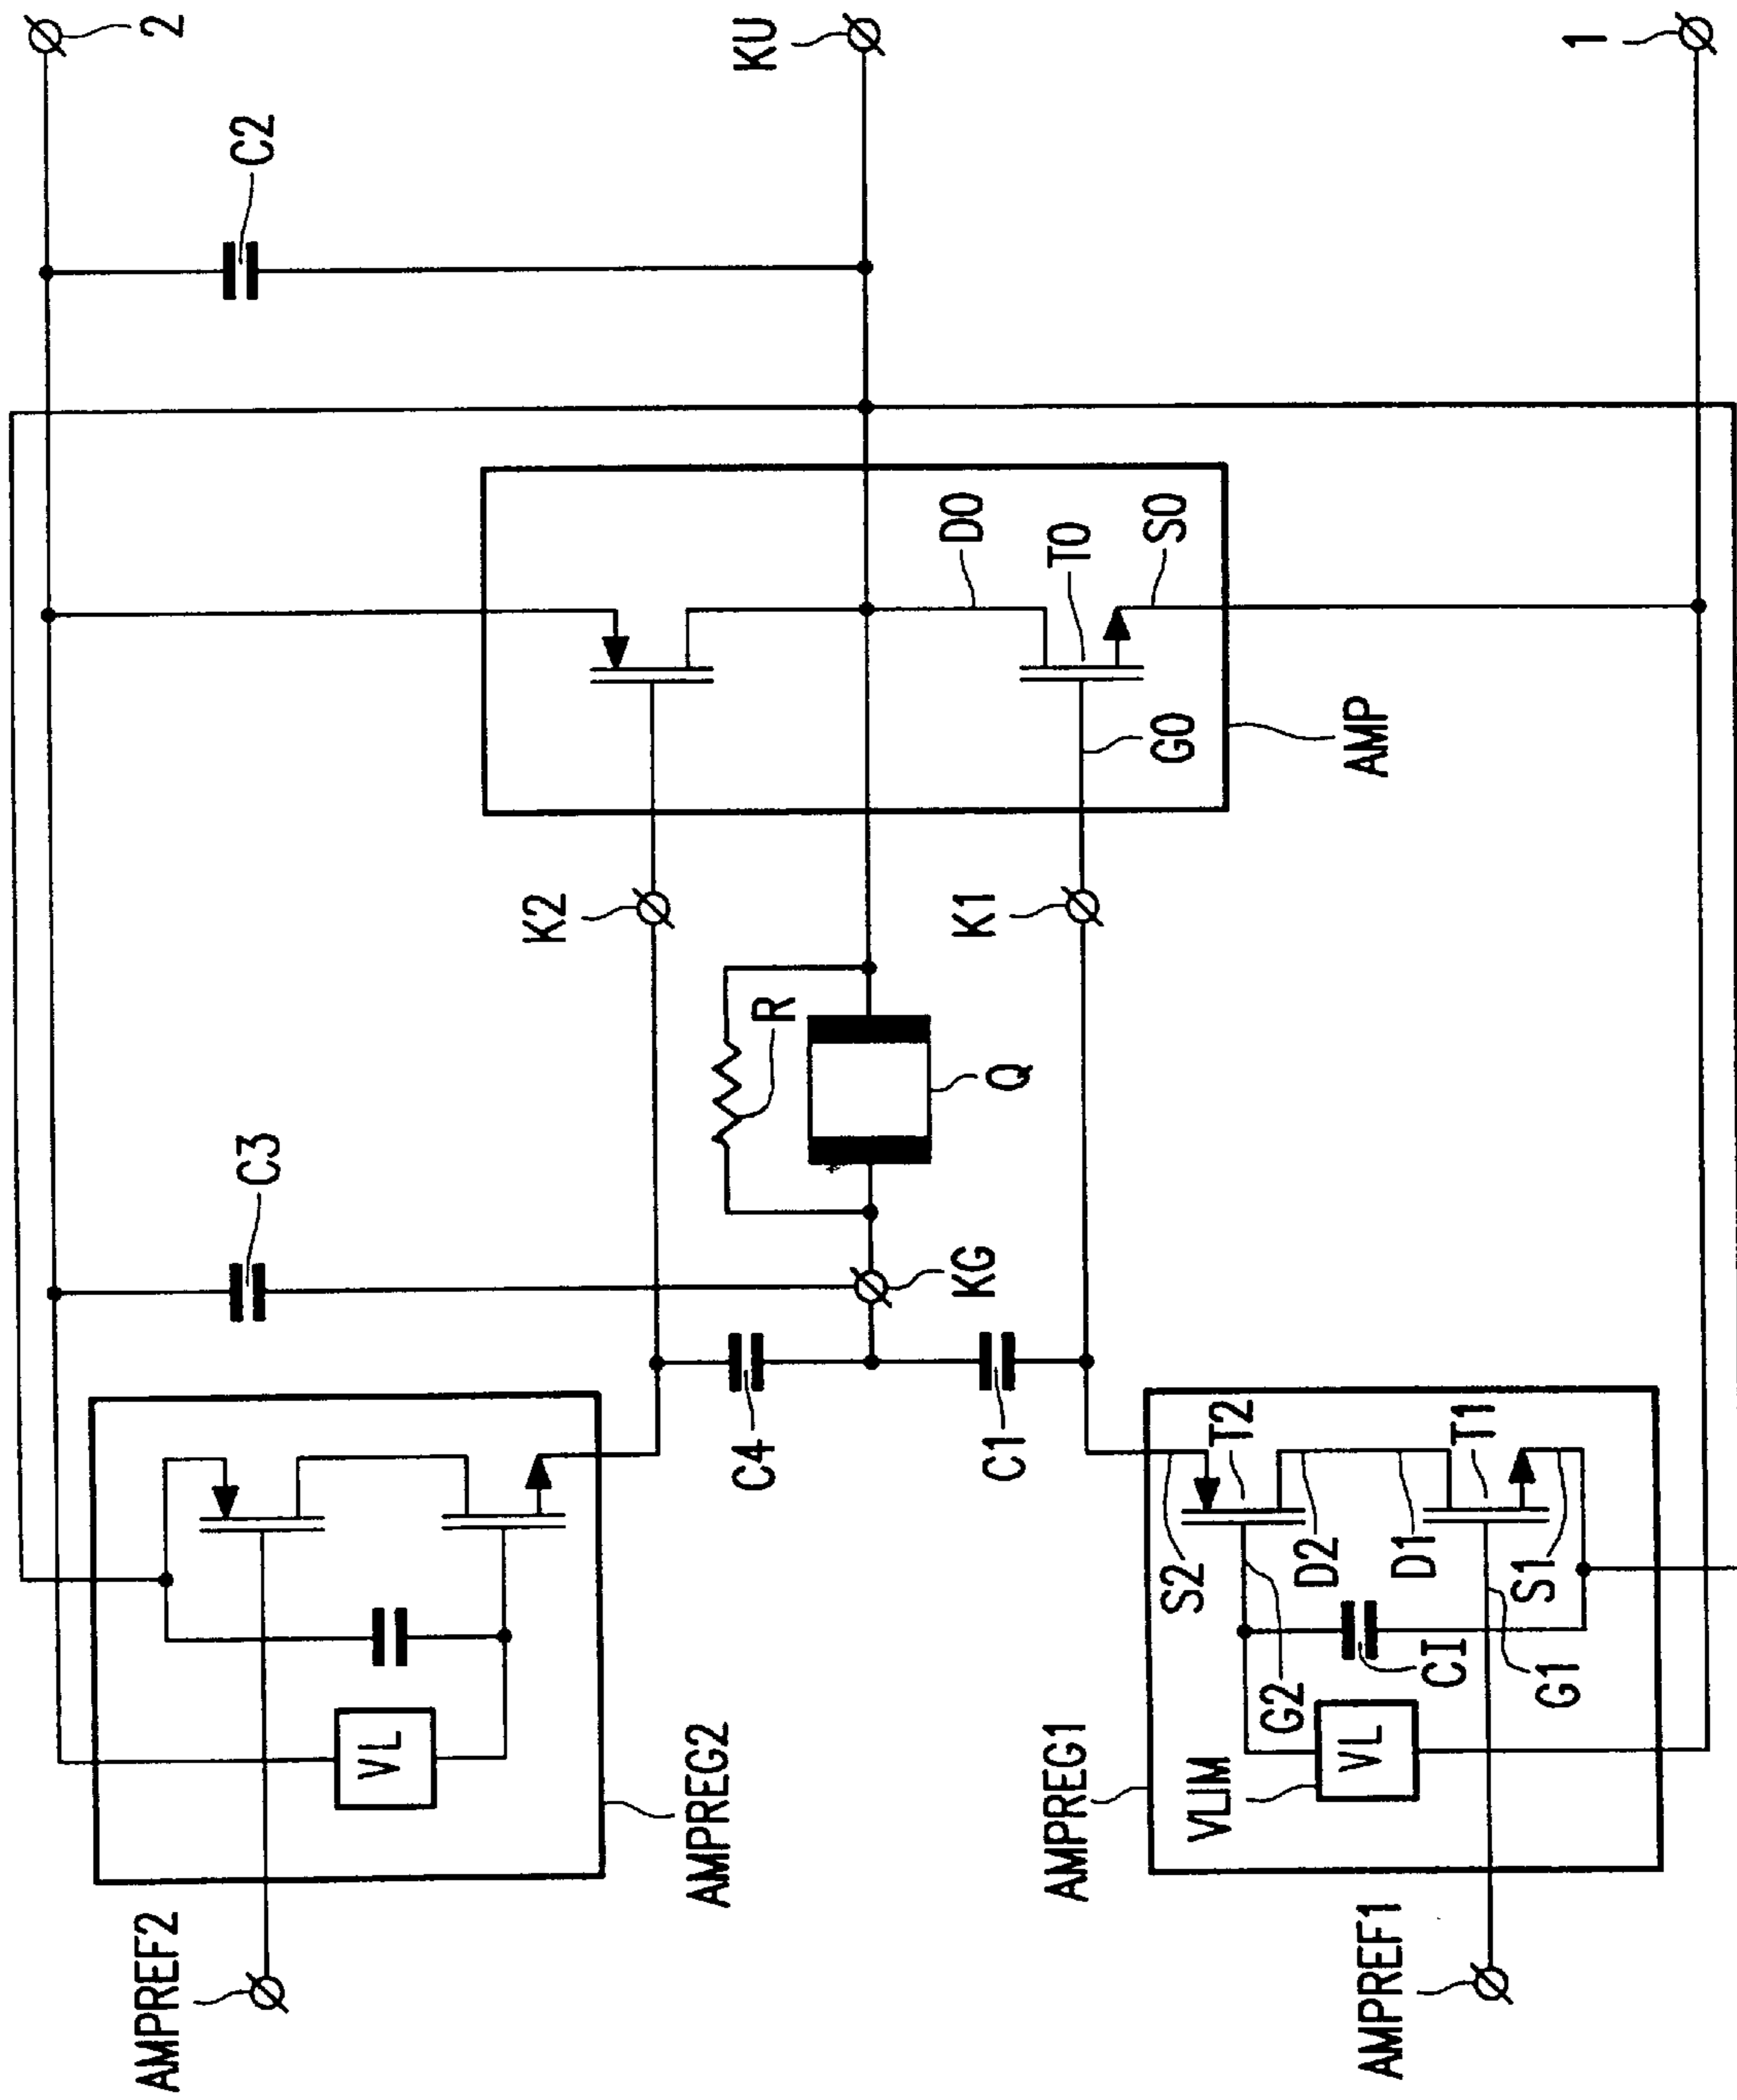 2
KU
1
C2
D0
T0
S0
G0
AMP
K2
K1
R
Q
C3
KG
C4
C1
T2
T1
S2
D2
D1
S1
G2
CI
G1
VL
VL
VLIM
AMPREG2
AMPREG1
AMPREF2
AMPREF1